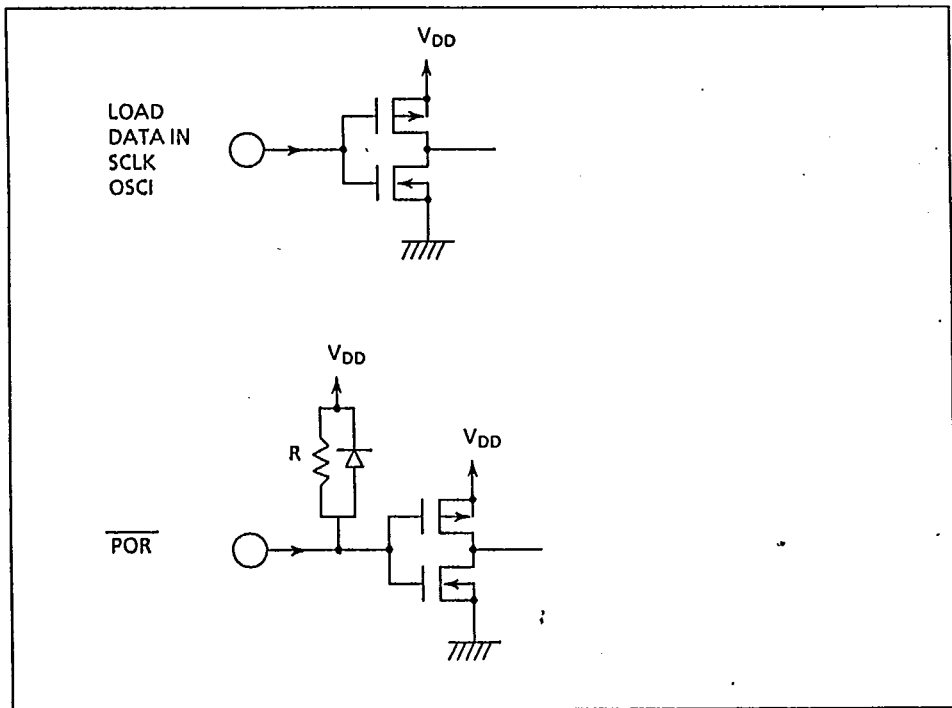 VDD
LOAD
DATA IN
SCLK
OSCI
VDD
R
VDD
POR